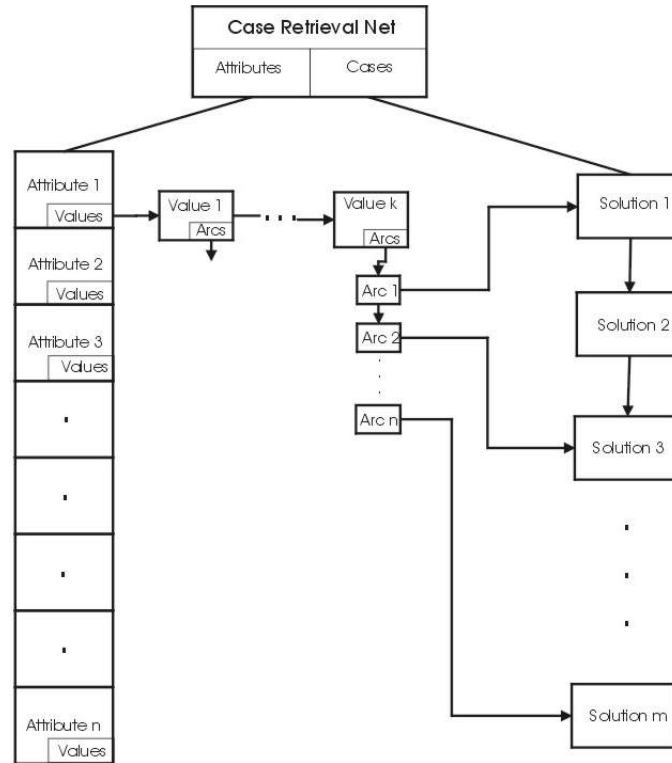 Case Retrieval Net
Attributes
Cases
Attribute 1
Values
Value 1
Arcs
Value k
Arcs
Solution 1
Attribute 2
Values
Arc 1
Solution 2
Attribute 3
Values
Arc 2
Arc n
Solution 3
Attribute n
Values
Solution m